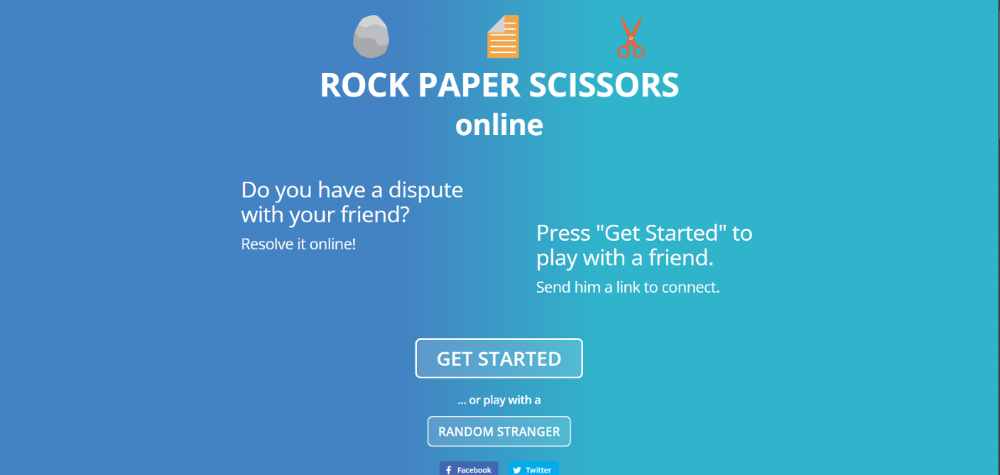 ROCK PAPER SCISSORS
online
Do you have a dispute
with your friend?
Resolve it online!
Press "Get Started" to
play with a friend.
Send him a link to connect.
GET STARTED
... or play with a
RANDOM STRANGER
Facebook
Twitter